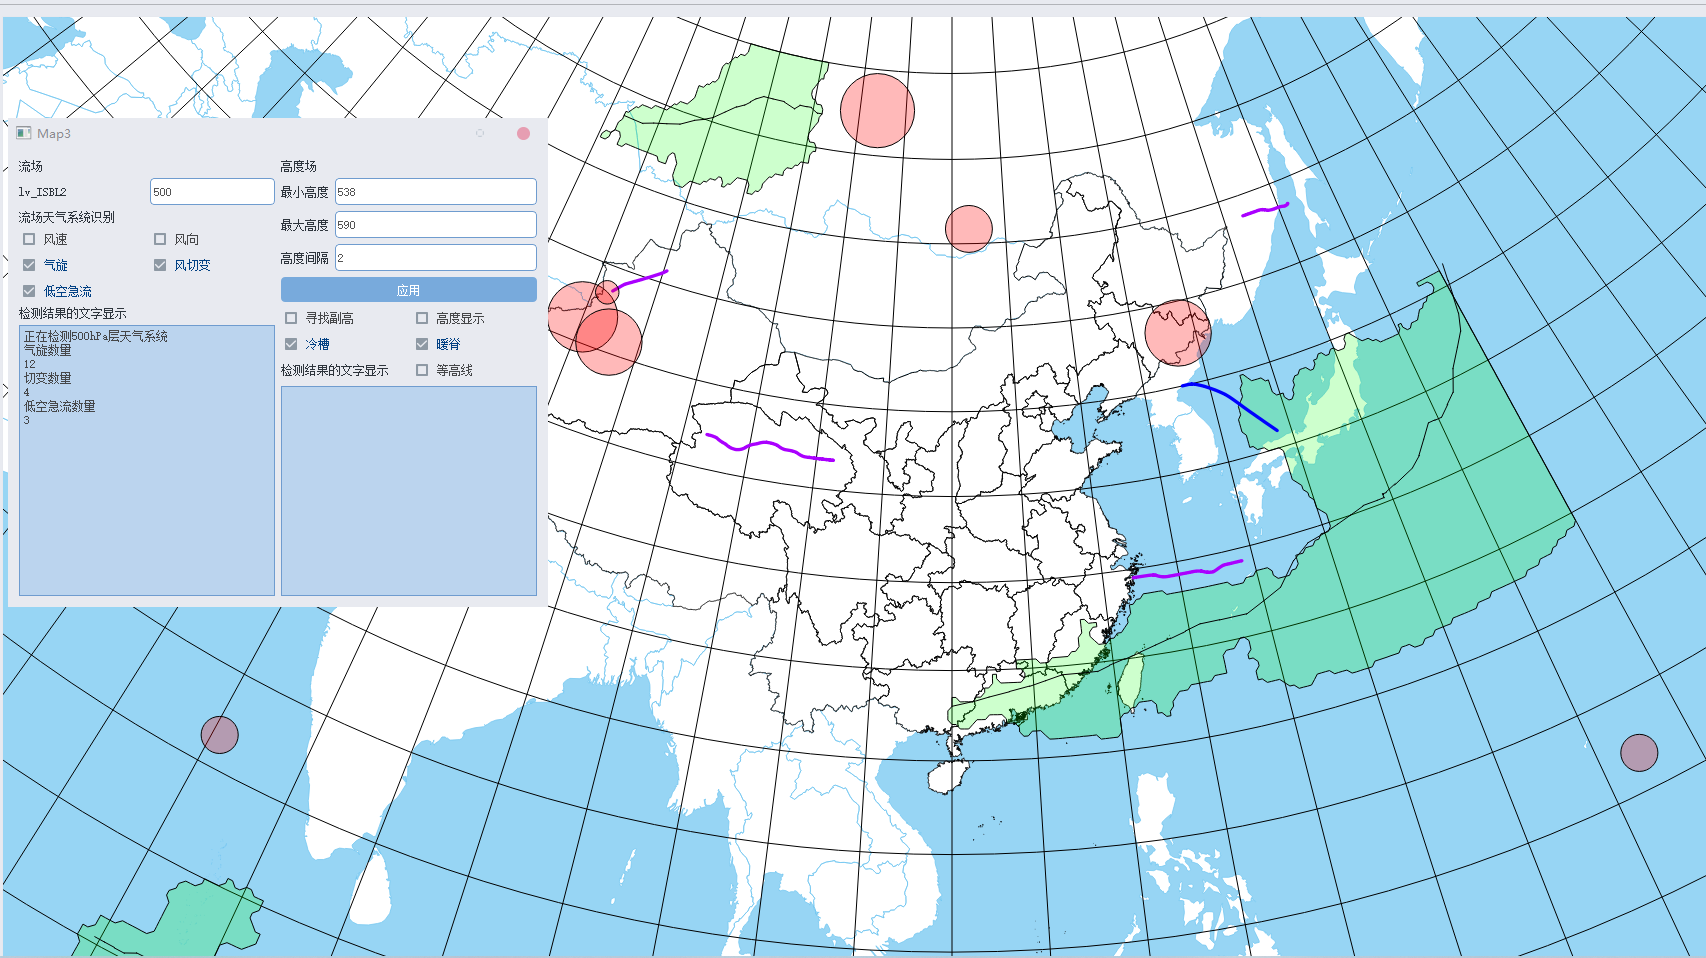 Map3
流场
lv_ISBL2
500
流场天气系统识别
风速
风向
气旋
风切变
低空急流
检测结果的文字显示
正在检测500hPa层天气系统
气旋数量
12
切变数量
4
低空急流数量
3
高度场
最小高度
538
最大高度
590
高度间隔
2
应用
寻找副高
高度显示
冷槽
暖脊
检测结果的文字显示
等高线